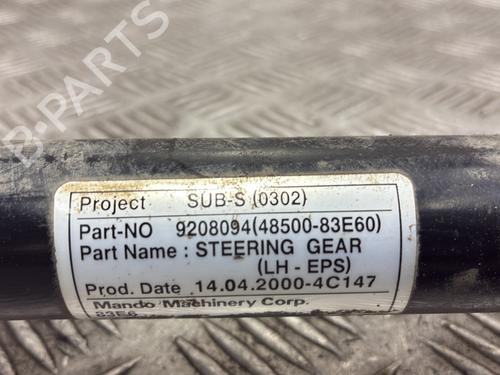 B-PARTS
Project SUB-S (0302)
Part-NO 9208094(48500-83E60)
Part Name : STEERING GEAR
(LH - EPS)
Prod. Date 14.04.2000-4C147
Mando Machinery Corp.
83E6